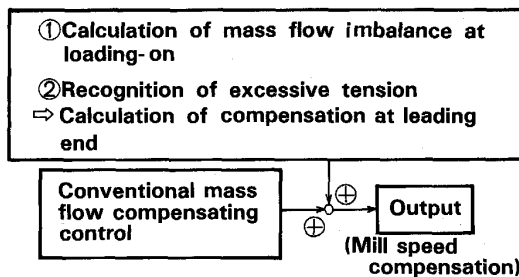 ①Calculation of mass flow imbalance at
loading-on
②Recognition of excessive tension
⇨ Calculation of compensation at leading
end
Conventional mass
flow compensating
control
⊕
⊕
Output
(Mill speed
compensation)